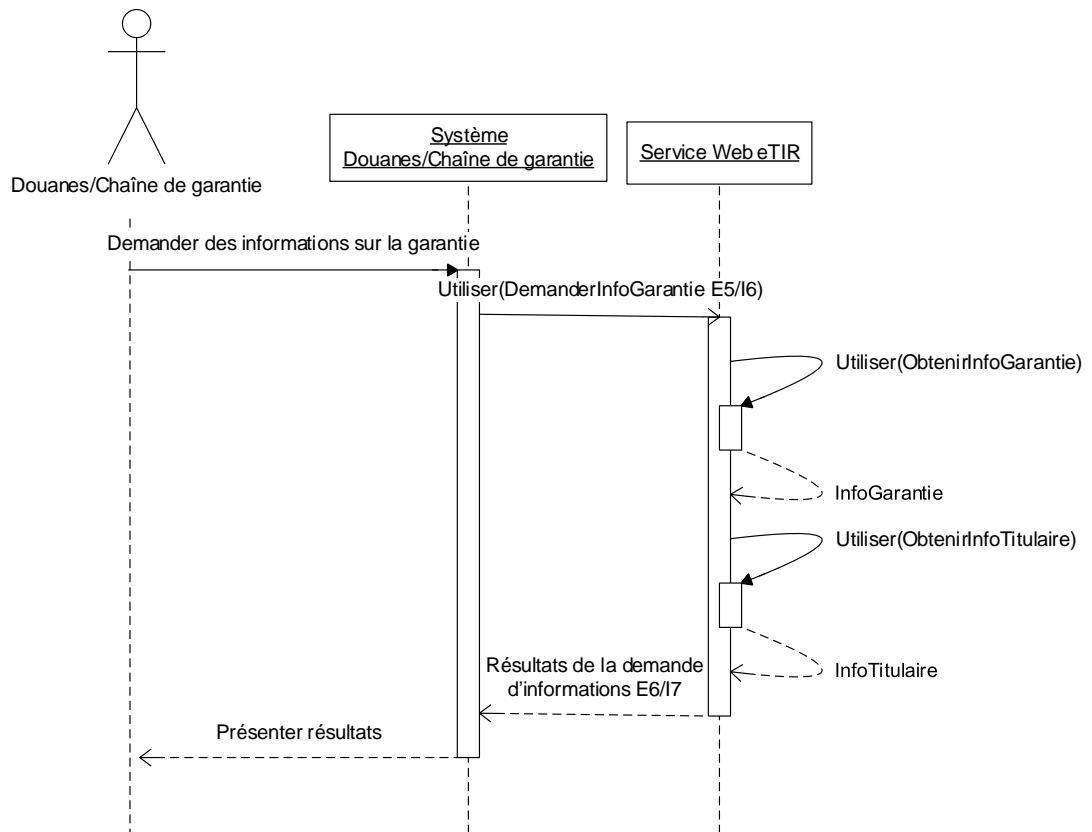 Système
Douanes/Chaîne de garantie
Service Web eTIR
Douanes/Chaîne de garantie
Demander des informations sur la garantie
Utiliser(DemanderInfoGarantie E5/I6)
Utiliser(ObtenirInfoGarantie)
InfoGarantie
Utiliser(ObtenirInfoTitulaire)
Résultats de la demande
d’informations E6/I7
InfoTitulaire
Présenter résultats